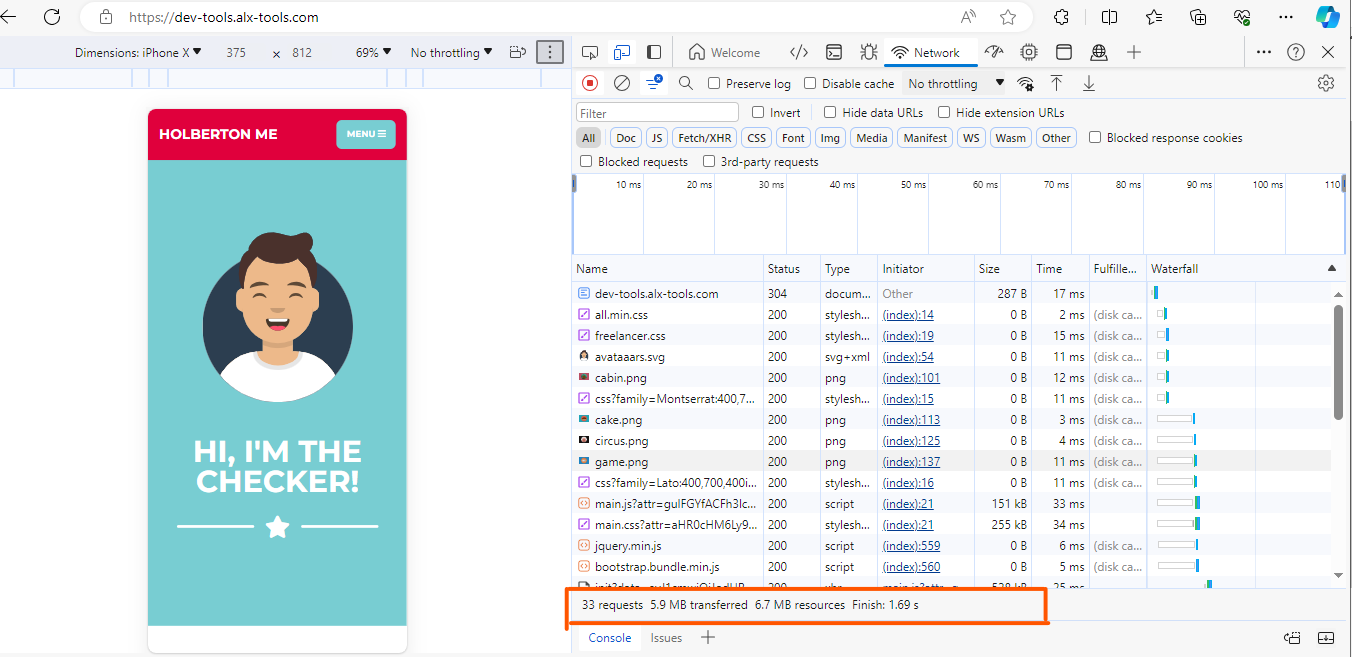 https://dev-tools.alx-tools.com
Dimensions: iPhone X 375 × 812 69% No throttling
HOLBERTON ME
MENU
HI, I'M THE
CHECKER!
Welcome Network
Preserve log Disable cache No throttling
Filter Invert Hide data URLs Hide extension URLs
All Doc JS Fetch/XHR CSS Font Img Media Manifest WS Wasm Other Blocked response cookies
Blocked requests 3rd-party requests
10 ms 20 ms 30 ms 40 ms 50 ms 60 ms 70 ms 80 ms 90 ms 100 ms 110
Name Status Type Initiator Size Time Fulfille... Waterfall
dev-tools.alx-tools.com 304 docum... Other 287 B 17 ms
all.min.css 200 stylesh... (index):14 0 B 2 ms (disk ca...
freelancer.css 200 stylesh... (index):19 0 B 15 ms (disk ca...
avataaars.svg 200 svg+xml (index):54 0 B 11 ms (disk ca...
cabin.png 200 png (index):101 0 B 12 ms (disk ca...
css?family=Montserrat:400,7... 200 stylesh... (index):15 0 B 11 ms (disk ca...
cake.png 200 png (index):113 0 B 3 ms (disk ca...
circus.png 200 png (index):125 0 B 4 ms (disk ca...
game.png 200 png (index):137 0 B 11 ms (disk ca...
css?family=Lato:400,700,400i... 200 stylesh... (index):16 0 B 11 ms (disk ca...
main.js?attr=gulFGYfACFh3Ic... 200 script (index):21 151 kB 33 ms
main.css?attr=aHR0cHM6Ly9... 200 stylesh... (index):21 255 kB 34 ms
jquery.min.js 200 script (index):559 0 B 6 ms (disk ca...
bootstrap.bundle.min.js 200 script (index):560 0 B 5 ms (disk ca...
33 requests 5.9 MB transferred 6.7 MB resources Finish: 1.69 s
Console Issues